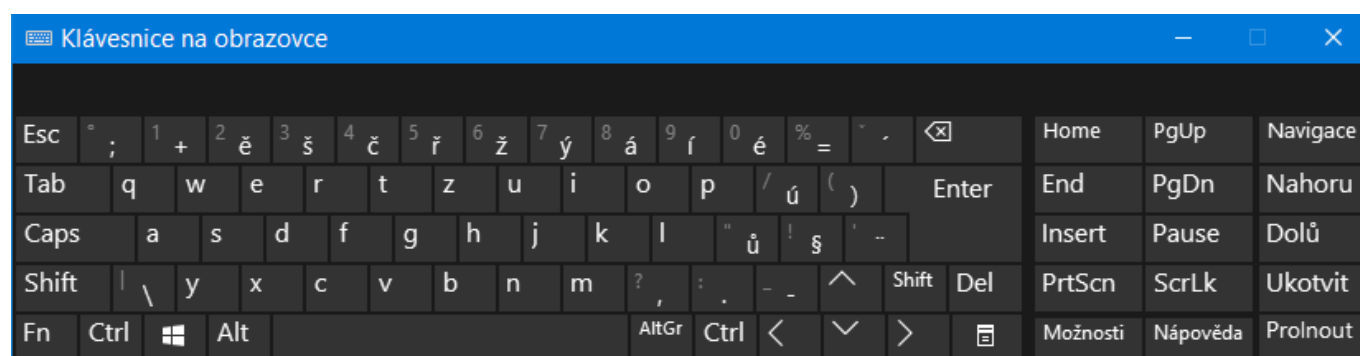 Klávesnice na obrazovce
Esc ° ; 1 + 2 ě 3 š 4 č 5 ř 6 ž 7 ý 8 á 9 í 0 é % = ˇ ´ Home PgUp Navigace
Tab q w e r t z u i o p / ú ( ) Enter End PgDn Nahoru
Caps a s d f g h j k l " ů ! § ' ¨ Insert Pause Dolů
Shift | \ y x c v b n m ? , : . _ - Shift Del PrtScn ScrLk Ukotvit
Fn Ctrl Alt AltGr Ctrl Možnosti Nápověda Prolnout